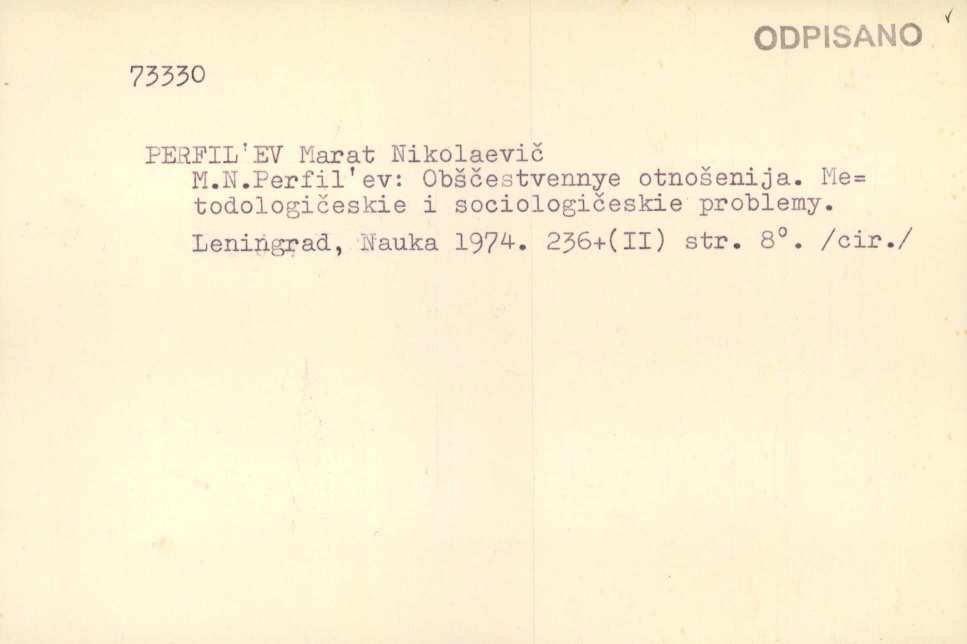 ODPISANO
73330
PERFIL'EV Marat Nikolaevič
M.N.Perfil'ev: Obščestvennye otnošenija. Me=
todologičeskie i sociologičeskie problemy.
Leningrad, Nauka 1974. 236+(II) str. 8°. /cir./